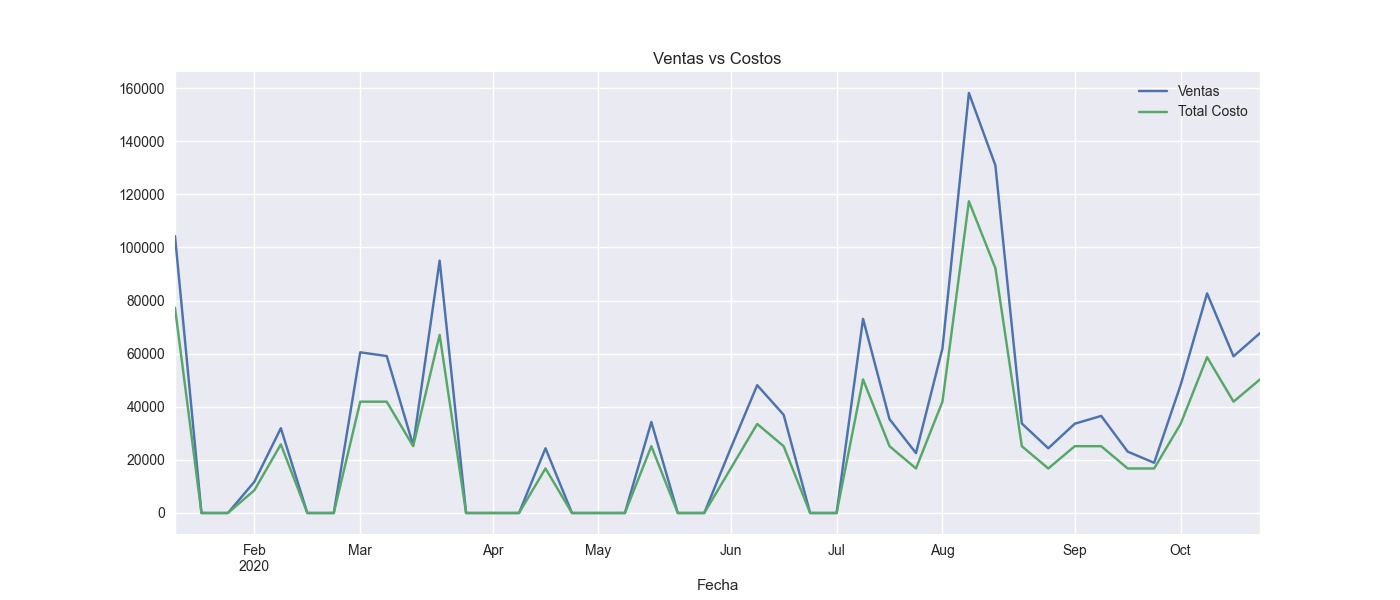 Ventas vs Costos
160000
140000
120000
100000
80000
60000
40000
20000
0
Ventas
Total Costo
Feb Mar Apr May Jun Jul Aug Sep Oct
2020
Fecha